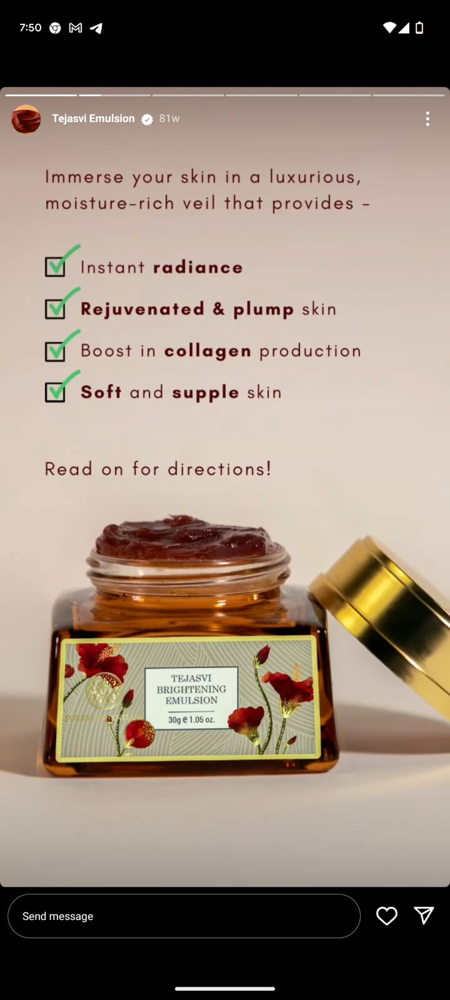 7:50
Tejasvi Emulsion 81w
Immerse your skin in a luxurious,
moisture-rich veil that provides -
Instant radiance
Rejuvenated & plump skin
Boost in collagen production
Soft and supple skin
Read on for directions!
TEJASVI
BRIGHTENING
EMULSION
30g e 1.05 oz.
FOREST ESSENTIALS
Send message